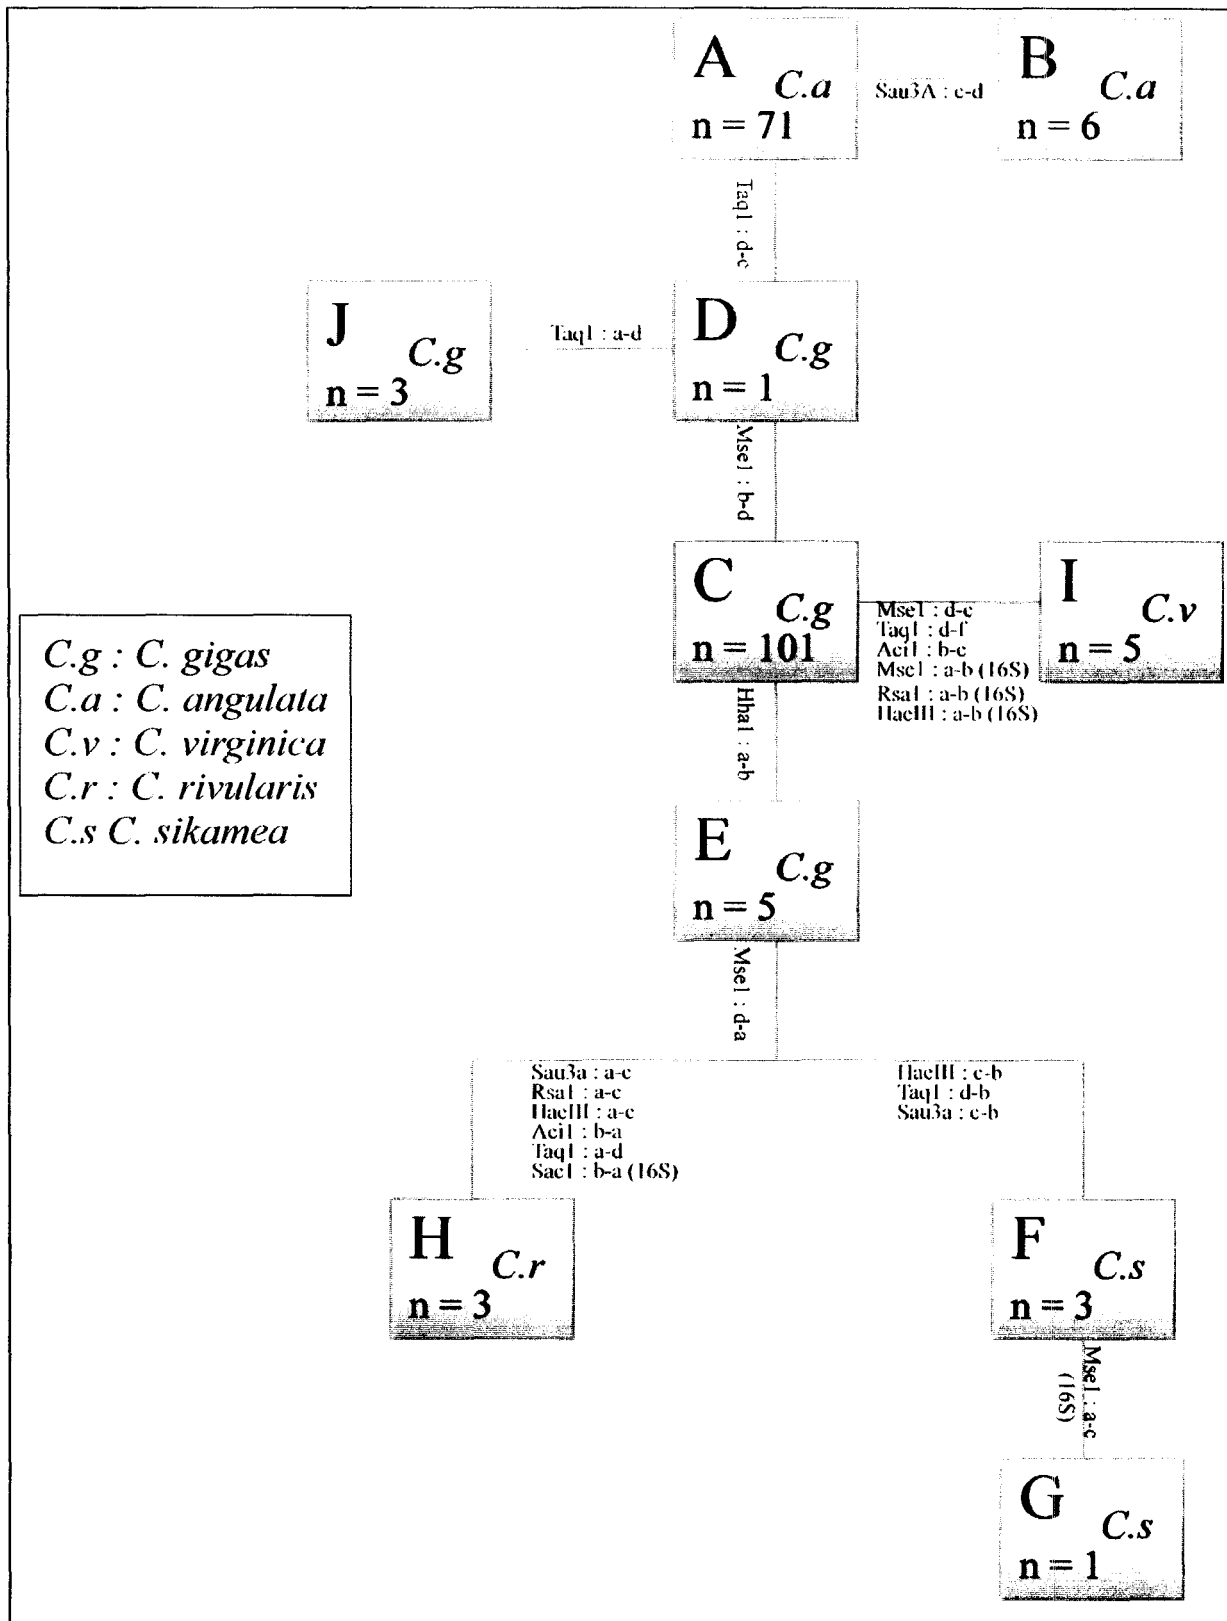 A
C.a
n = 71
Sau3A : c-d
B
C.a
n = 6
Taq1 : d-c
J
C.g
n = 3
Taq1 : a-d
D
C.g
n = 1
Mse1 : b-d
C
C.g
n = 101
Mse1 : d-c
Taq1 : d-f
Aci1 : b-c
Mse1 : a-b (16S)
Rsa1 : a-b (16S)
HaeIII : a-b (16S)
I
C.v
n = 5
C.g : C. gigas
C.a : C. angulata
C.v : C. virginica
C.r : C. rivularis
C.s C. sikamea
Hha1 : a-b
E
C.g
n = 5
Mse1 : d-a
Sau3a : a-c
Rsa1 : a-c
HaeIII : a-c
Aci1 : b-a
Taq1 : a-d
Sac1 : b-a (16S)
HaeIII : c-b
Taq1 : d-b
Sau3a : c-b
H
C.r
n = 3
F
C.s
n = 3
Mse1 : a-c
(16S)
G
C.s
n = 1